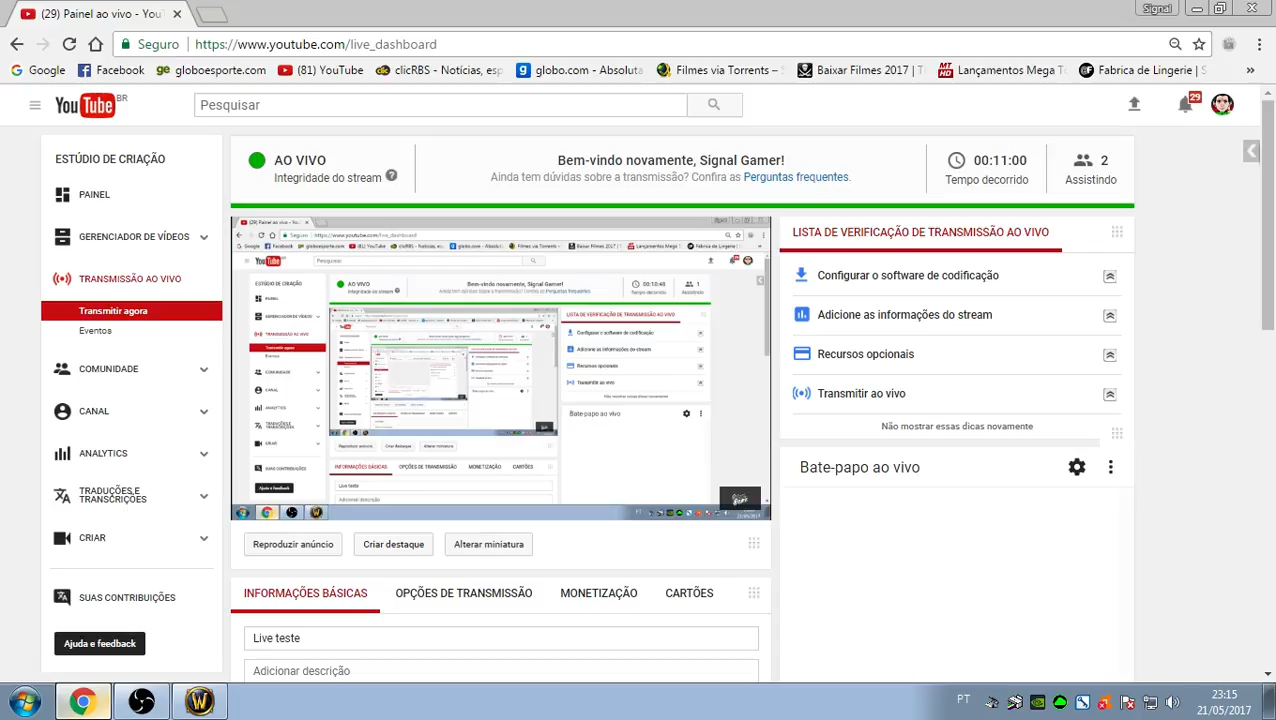 (29) Painel ao vivo - You
Signal
Seguro
https://www.youtube.com/live_dashboard
Google
Facebook
globoesporte.com
(81) YouTube
clicRBS - Notícias, esp
globo.com - Absoluta
Filmes via Torrents -
Baixar Filmes 2017 | T
Lançamentos Mega T
Fabrica de Lingerie | S
YouTube BR
Pesquisar
29
ESTÚDIO DE CRIAÇÃO
PAINEL
GERENCIADOR DE VÍDEOS
TRANSMISSÃO AO VIVO
Transmitir agora
Eventos
COMUNIDADE
CANAL
ANALYTICS
TRADUÇÕES E
TRANSCRIÇÕES
CRIAR
SUAS CONTRIBUIÇÕES
Ajuda e feedback
AO VIVO
Integridade do stream
Bem-vindo novamente, Signal Gamer!
Ainda tem dúvidas sobre a transmissão? Confira as Perguntas frequentes.
00:11:00
Tempo decorrido
2
Assistindo
LISTA DE VERIFICAÇÃO DE TRANSMISSÃO AO VIVO
Configurar o software de codificação
Adicione as informações do stream
Recursos opcionais
Transmitir ao vivo
Não mostrar essas dicas novamente
Bate-papo ao vivo
Reproduzir anúncio
Criar destaque
Alterar miniatura
INFORMAÇÕES BÁSICAS
OPÇÕES DE TRANSMISSÃO
MONETIZAÇÃO
CARTÕES
Live teste
Adicionar descrição
PT
23:15
21/05/2017